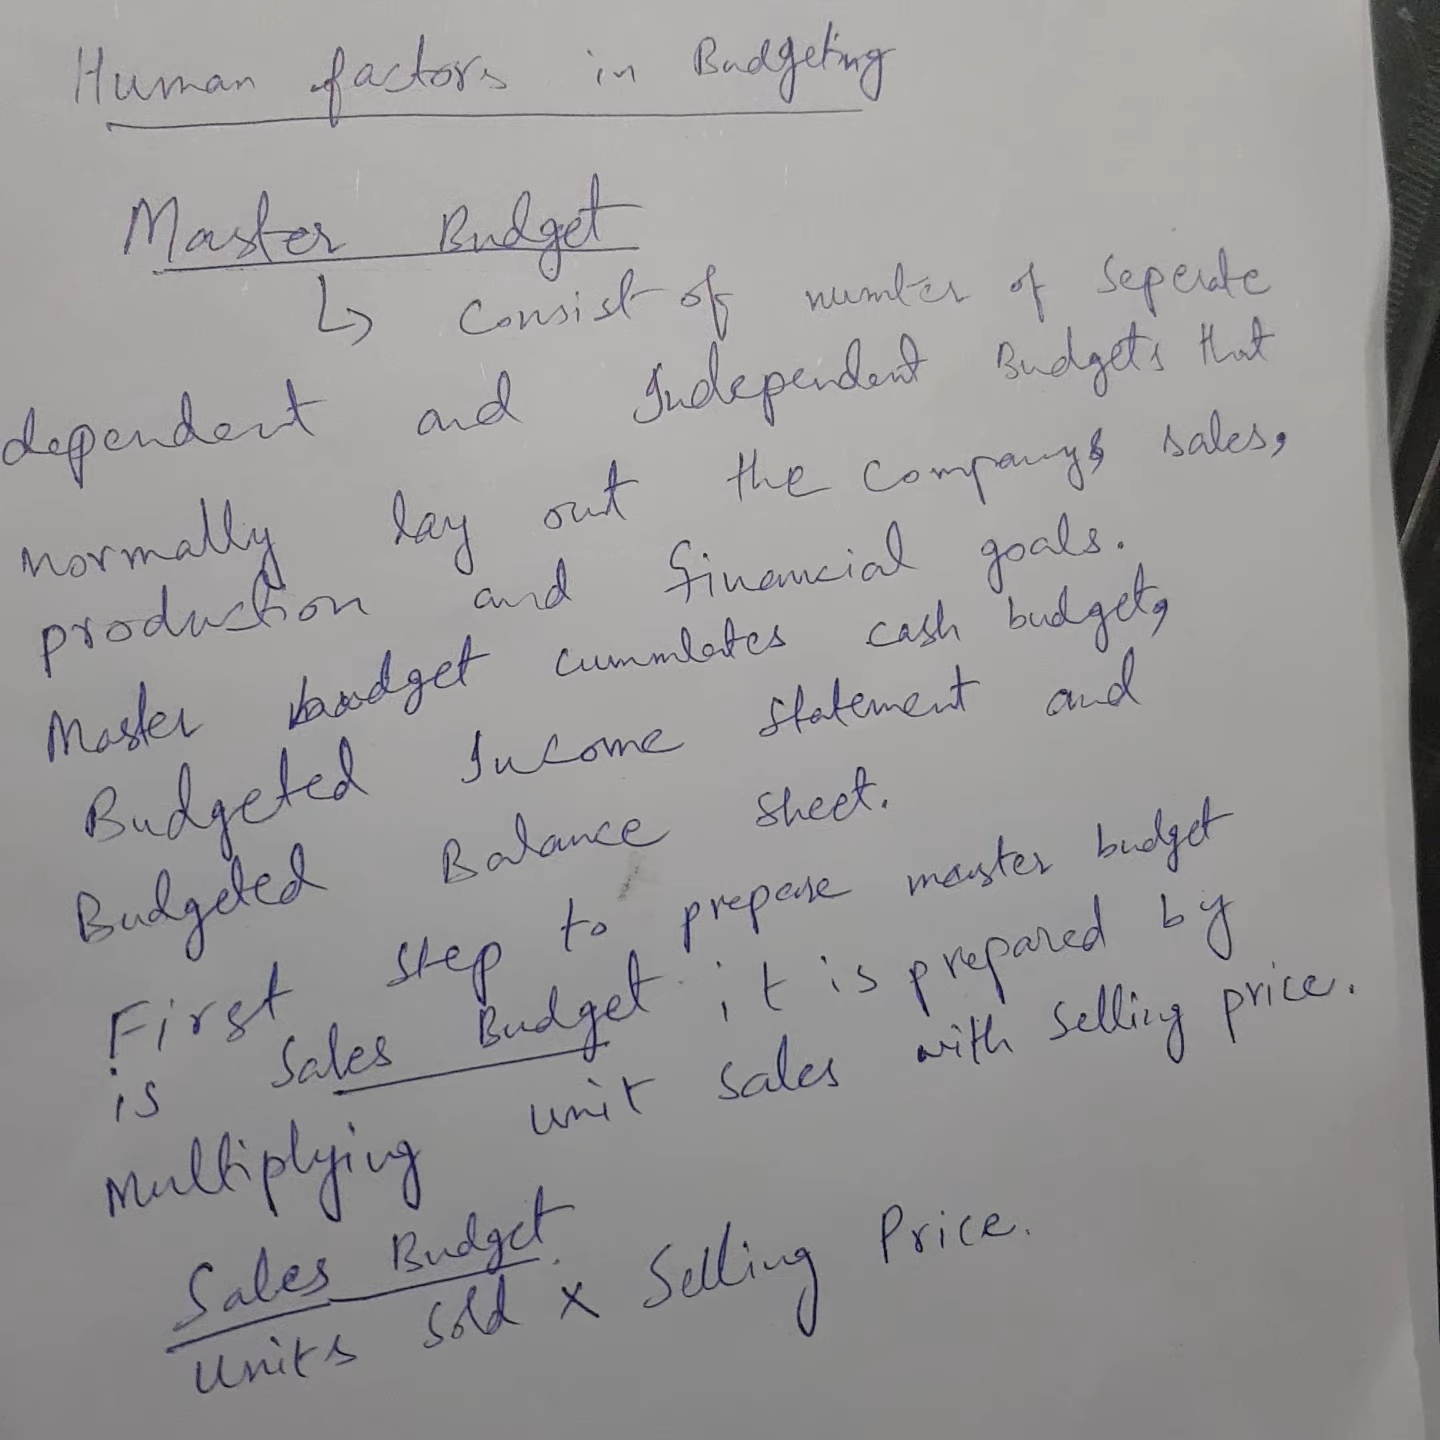 Human factors in Budgeting
Master Budget
↳ Consist of number of Seperate
dependent and Independent Budgets that
normally lay out the Company's sales,
production and financial goals.
Master budget cummlates cash budget,
Budgeted Income Statement and
Budgeted Balance Sheet.
First step to prepare master budget
is Sales Budget; it is prepared by
Multiplying unit sales with Selling price.
Sales Budget
Units Sold × Selling Price.